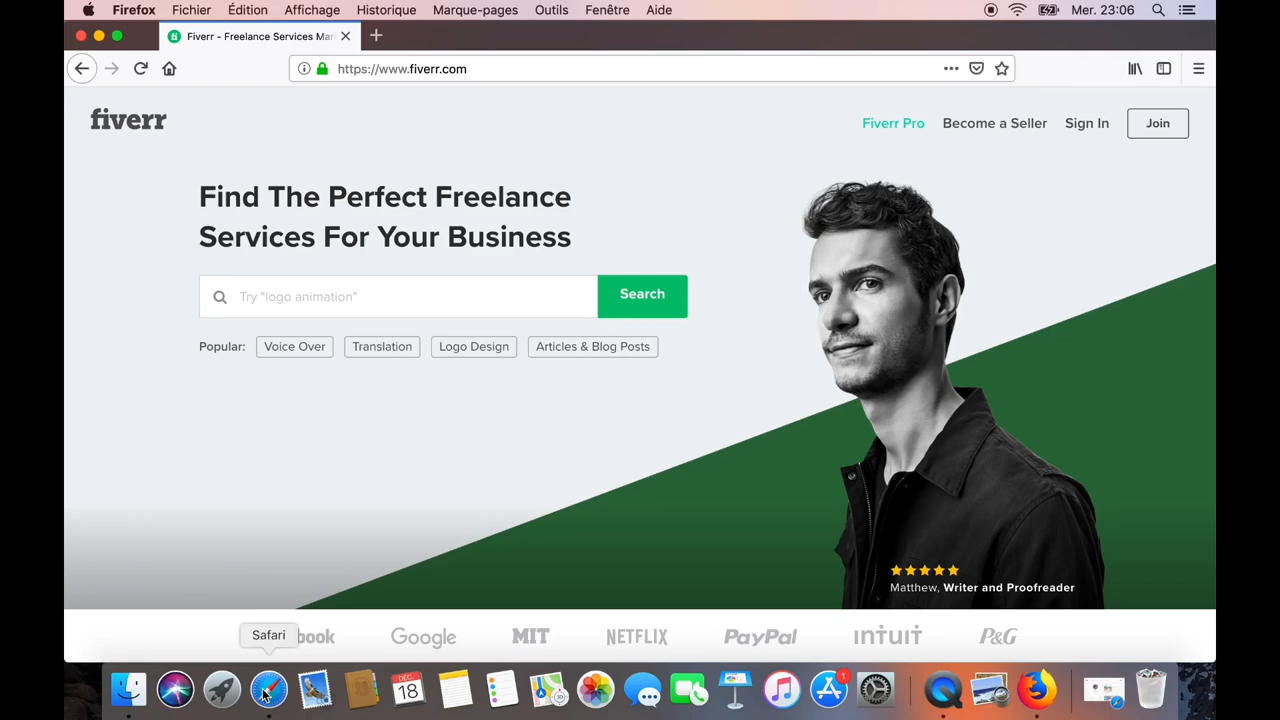 Firefox Fichier Édition Affichage Historique Marque-pages Outils Fenêtre Aide Mer. 23:06
Fiverr - Freelance Services Mar
https://www.fiverr.com
fiverr
Fiverr Pro Become a Seller Sign In Join
Find The Perfect Freelance
Services For Your Business
Try "logo animation" Search
Popular: Voice Over Translation Logo Design Articles & Blog Posts
Matthew, Writer and Proofreader
book Google MIT NETFLIX PayPal intuit P&G
Safari
DÉC.
18
1